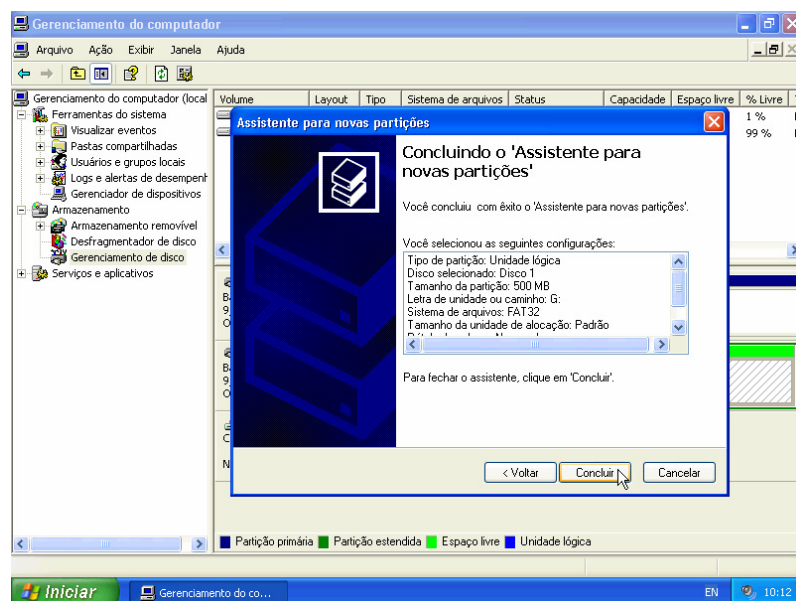 Gerenciamento do computador
Arquivo Ação Exibir Janela Ajuda
Gerenciamento do computador (local
Ferramentas do sistema
Visualizar eventos
Pastas compartilhadas
Usuários e grupos locais
Logs e alertas de desempenh
Gerenciador de dispositivos
Armazenamento
Armazenamento removível
Desfragmentador de disco
Gerenciamento de disco
Serviços e aplicativos
Volume Layout Tipo Sistema de arquivos Status Capacidade Espaço livre % Livre
1 %
99 %
Assistente para novas partições
Concluindo o 'Assistente para
novas partições'
Você concluiu com êxito o 'Assistente para novas partições'.
Você selecionou as seguintes configurações:
Tipo de partição: Unidade lógica
Disco selecionado: Disco 1
Tamanho da partição: 500 MB
Letra de unidade ou caminho: G:
Sistema de arquivos: FAT32
Tamanho da unidade de alocação: Padrão
Para fechar o assistente, clique em 'Concluir'.
< Voltar Concluir Cancelar
Partição primária Partição estendida Espaço livre Unidade lógica
Iniciar Gerenciamento do co... EN 10:12